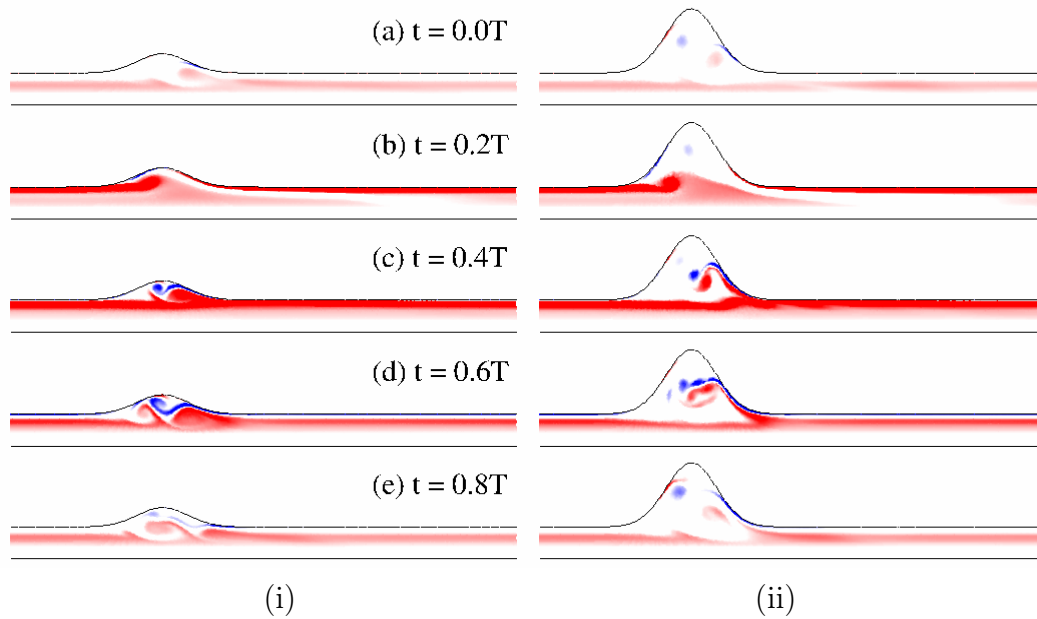 (a) t = 0.0T
(b) t = 0.2T
(c) t = 0.4T
(d) t = 0.6T
(e) t = 0.8T
(i) (ii)